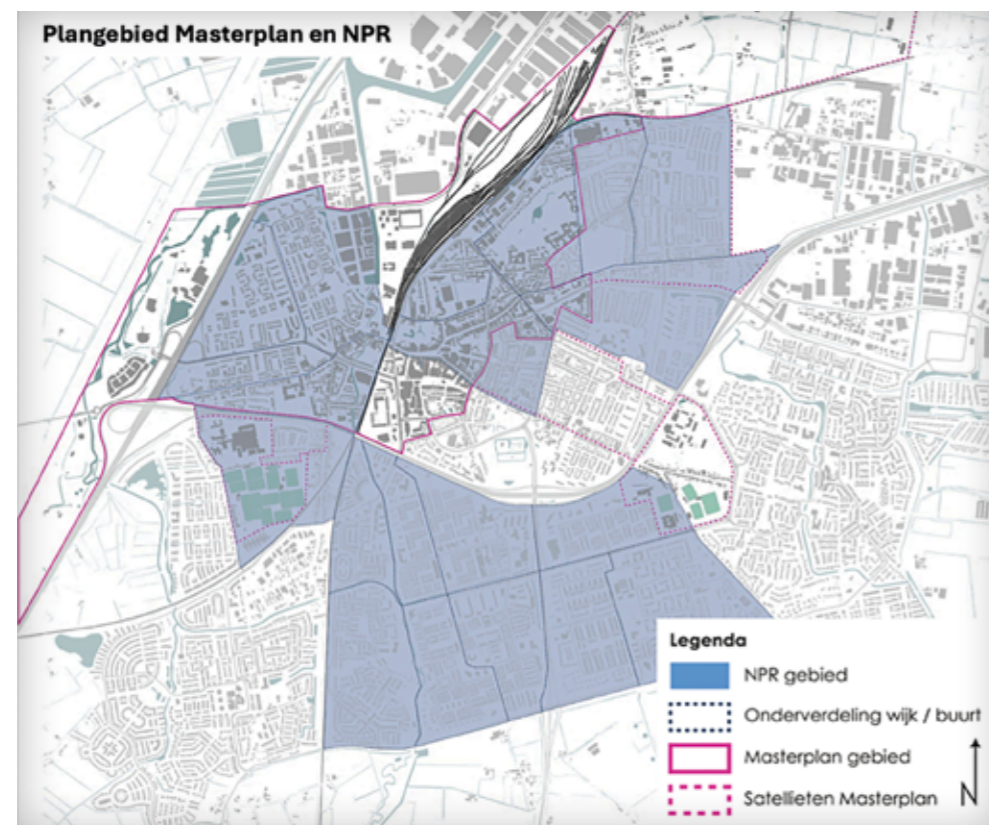 Plangebied Masterplan en NPR
Legenda
NPR gebied
Onderverdeling wijk / buurt
Masterplan gebied
Satellieten Masterplan
N